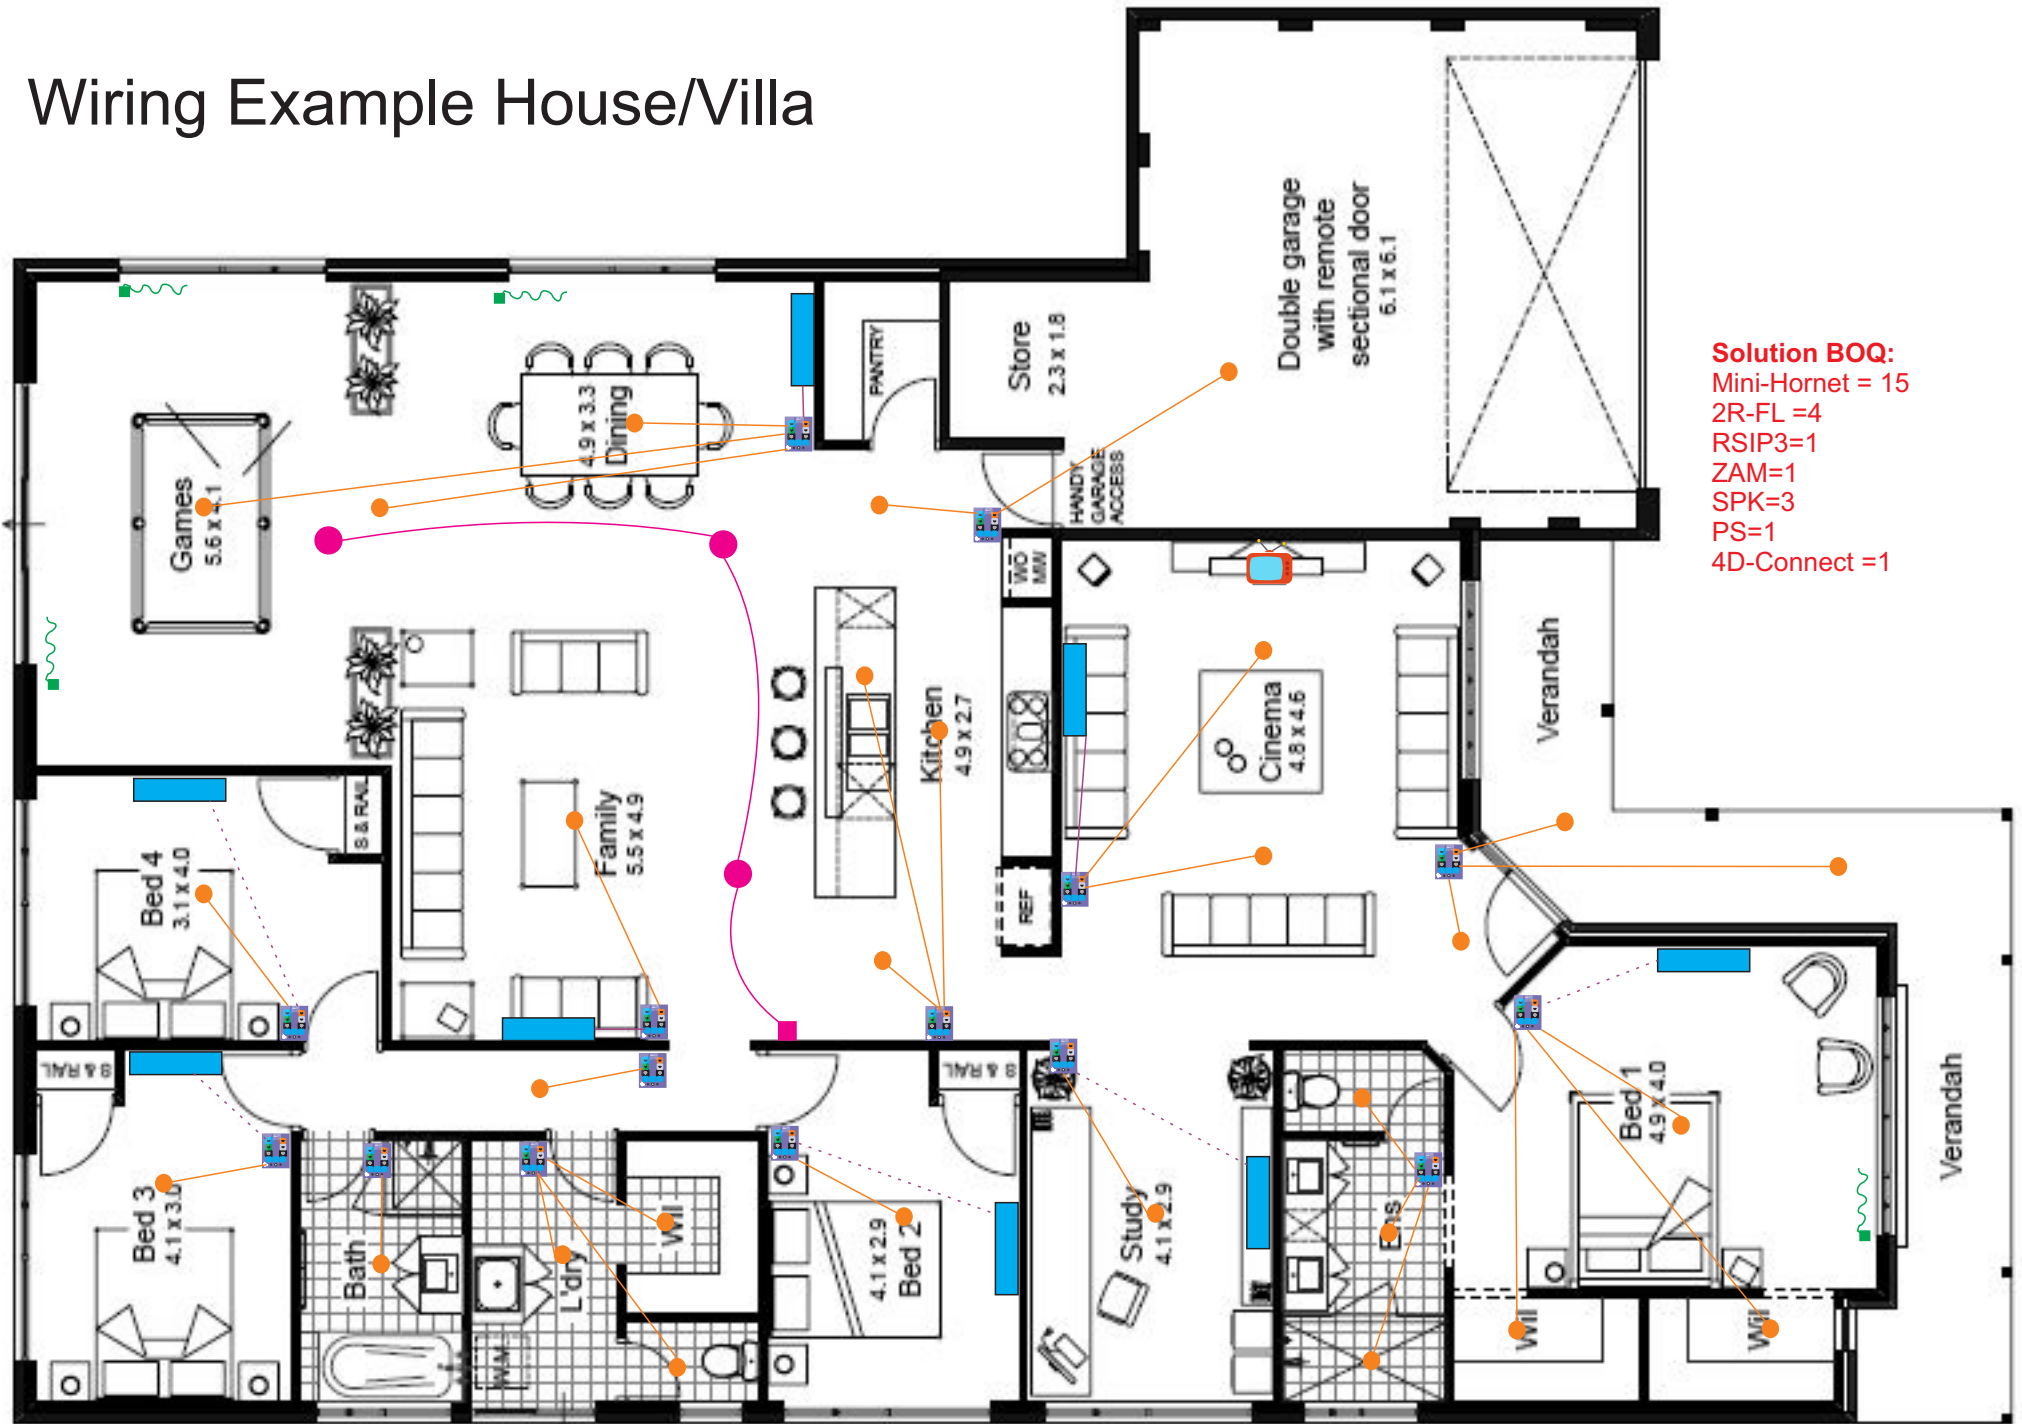 Wiring Example House/Villa
Double garage
with remote
sectional door
6.1 x 6.1
Solution BOQ:
Mini-Hornet = 15
2R-FL =4
RSIP3=1
ZAM=1
SPK=3
PS=1
4D-Connect =1
Store
2.3 x 1.8
PANTRY
4.9 x 3.3
Dining
Games
5.6 x 4.1
HANDY
GARAGE
ACCESS
WO
MW
Verandah
Cinema
4.8 x 4.6
Kitchen
4.9 x 2.7
Family
5.5 x 4.9
S & RAIL
Bed 4
3.1 x 4.0
REF
S & RAIL
S & RAIL
Bed 1
4.9 x 4.0
Verandah
Bed 3
4.1 x 3.0
Bath
L'dry
W.M
Wil
4.1 x 2.9
Bed 2
Study
4.1 x 2.9
Ens
Wil
Wil